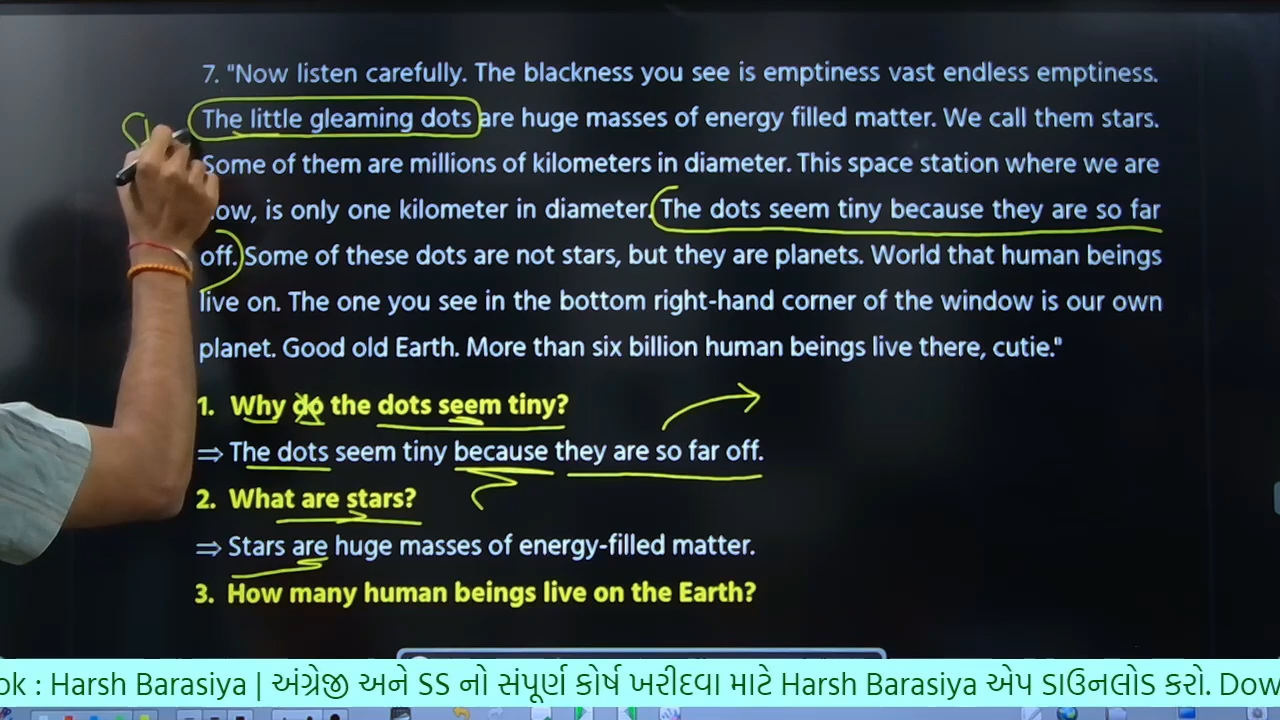 7. "Now listen carefully. The blackness you see is emptiness vast endless emptiness.
The little gleaming dots are huge masses of energy filled matter. We call them stars.
Some of them are millions of kilometers in diameter. This space station where we are
now, is only one kilometer in diameter. The dots seem tiny because they are so far
off. Some of these dots are not stars, but they are planets. World that human beings
live on. The one you see in the bottom right-hand corner of the window is our own
planet. Good old Earth. More than six billion human beings live there, cutie."
1. Why do the dots seem tiny?
⇒ The dots seem tiny because they are so far off.
2. What are stars?
⇒ Stars are huge masses of energy-filled matter.
3. How many human beings live on the Earth?
ok : Harsh Barasiya | અંગ્રેજી અને SS નો સંપૂર્ણ કોર્ષ ખરીદવા માટે Harsh Barasiya એપ ડાઉનલોડ કરો. Dow